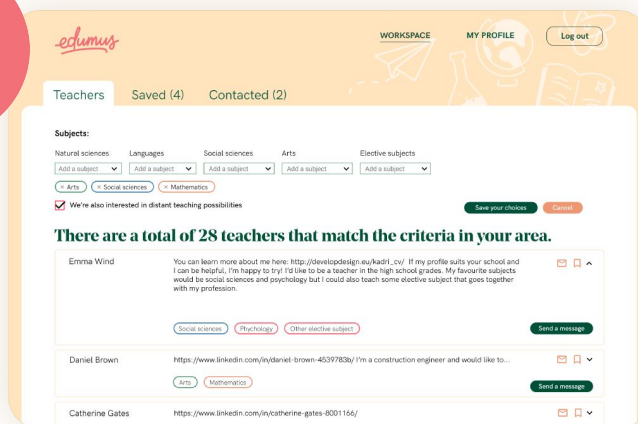 edumus
WORKSPACE
MY PROFILE
Log out
Teachers
Saved (4)
Contacted (2)
Subjects:
Natural sciences
Languages
Social sciences
Arts
Elective subjects
Add a subject
Add a subject
Add a subject
Add a subject
Add a subject
× Arts
× Social sciences
× Mathematics
We're also interested in distant teaching possibilities
Save your choices
Cancel
There are a total of 28 teachers that match the criteria in your area.
Emma Wind
You can learn more about me here: http://developdesign.eu/kadri_cv/ If my profile suits your school and
I can be helpful, I'm happy to try! I'd like to be a teacher in the high school grades. My favourite subjects
would be social sciences and psychology but I could also teach some elective subject that goes together
with my profession.
Social sciences
Phychology
Other elective subject
Send a message
Daniel Brown
https://www.linkedin.com/in/daniel-brown-4539783b/ I'm a construction engineer and would like to...
Arts
Mathematics
Send a message
Catherine Gates
https://www.linkedin.com/in/catherine-gates-8001166/